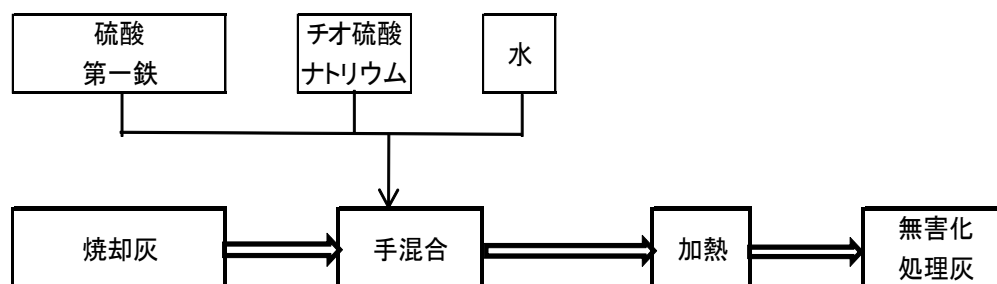 硫酸
第一鉄
チオ硫酸
ナトリウム
水
焼却灰
手混合
加熱
無害化
処理灰